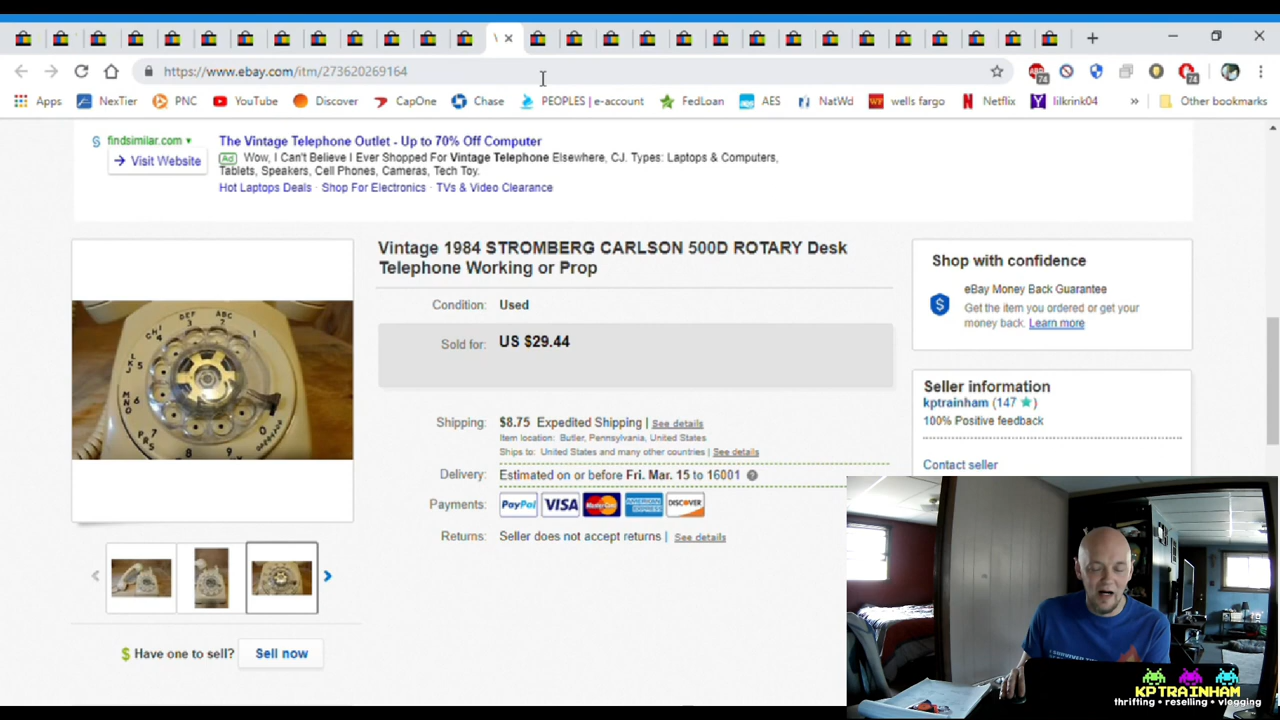 https://www.ebay.com/itm/273620269164
74
74
Apps NexTier PNC YouTube Discover CapOne Chase PEOPLES | e-account FedLoan AES NatWd wells fargo Netflix lilkrink04 » Other bookmarks
findsimilar.com
Visit Website
The Vintage Telephone Outlet - Up to 70% Off Computer
Ad Wow, I Can't Believe I Ever Shopped For Vintage Telephone Elsewhere, CJ. Types: Laptops & Computers,
Tablets, Speakers, Cell Phones, Cameras, Tech Toy.
Hot Laptops Deals · Shop For Electronics · TVs & Video Clearance
Vintage 1984 STROMBERG CARLSON 500D ROTARY Desk
Telephone Working or Prop
Condition: Used
Sold for: US $29.44
Shipping: $8.75 Expedited Shipping | See details
Item location: Butler, Pennsylvania, United States
Ships to: United States and many other countries | See details
Delivery: Estimated on or before Fri. Mar. 15 to 16001
Payments: PayPal VISA MasterCard AMERICAN EXPRESS DISCOVER
Returns: Seller does not accept returns | See details
Shop with confidence
eBay Money Back Guarantee
Get the item you ordered or get your
money back. Learn more
Seller information
kptrainham (147)
100% Positive feedback
Contact seller
$ Have one to sell? Sell now
KPTRAINHAM
thrifting • reselling • vlogging